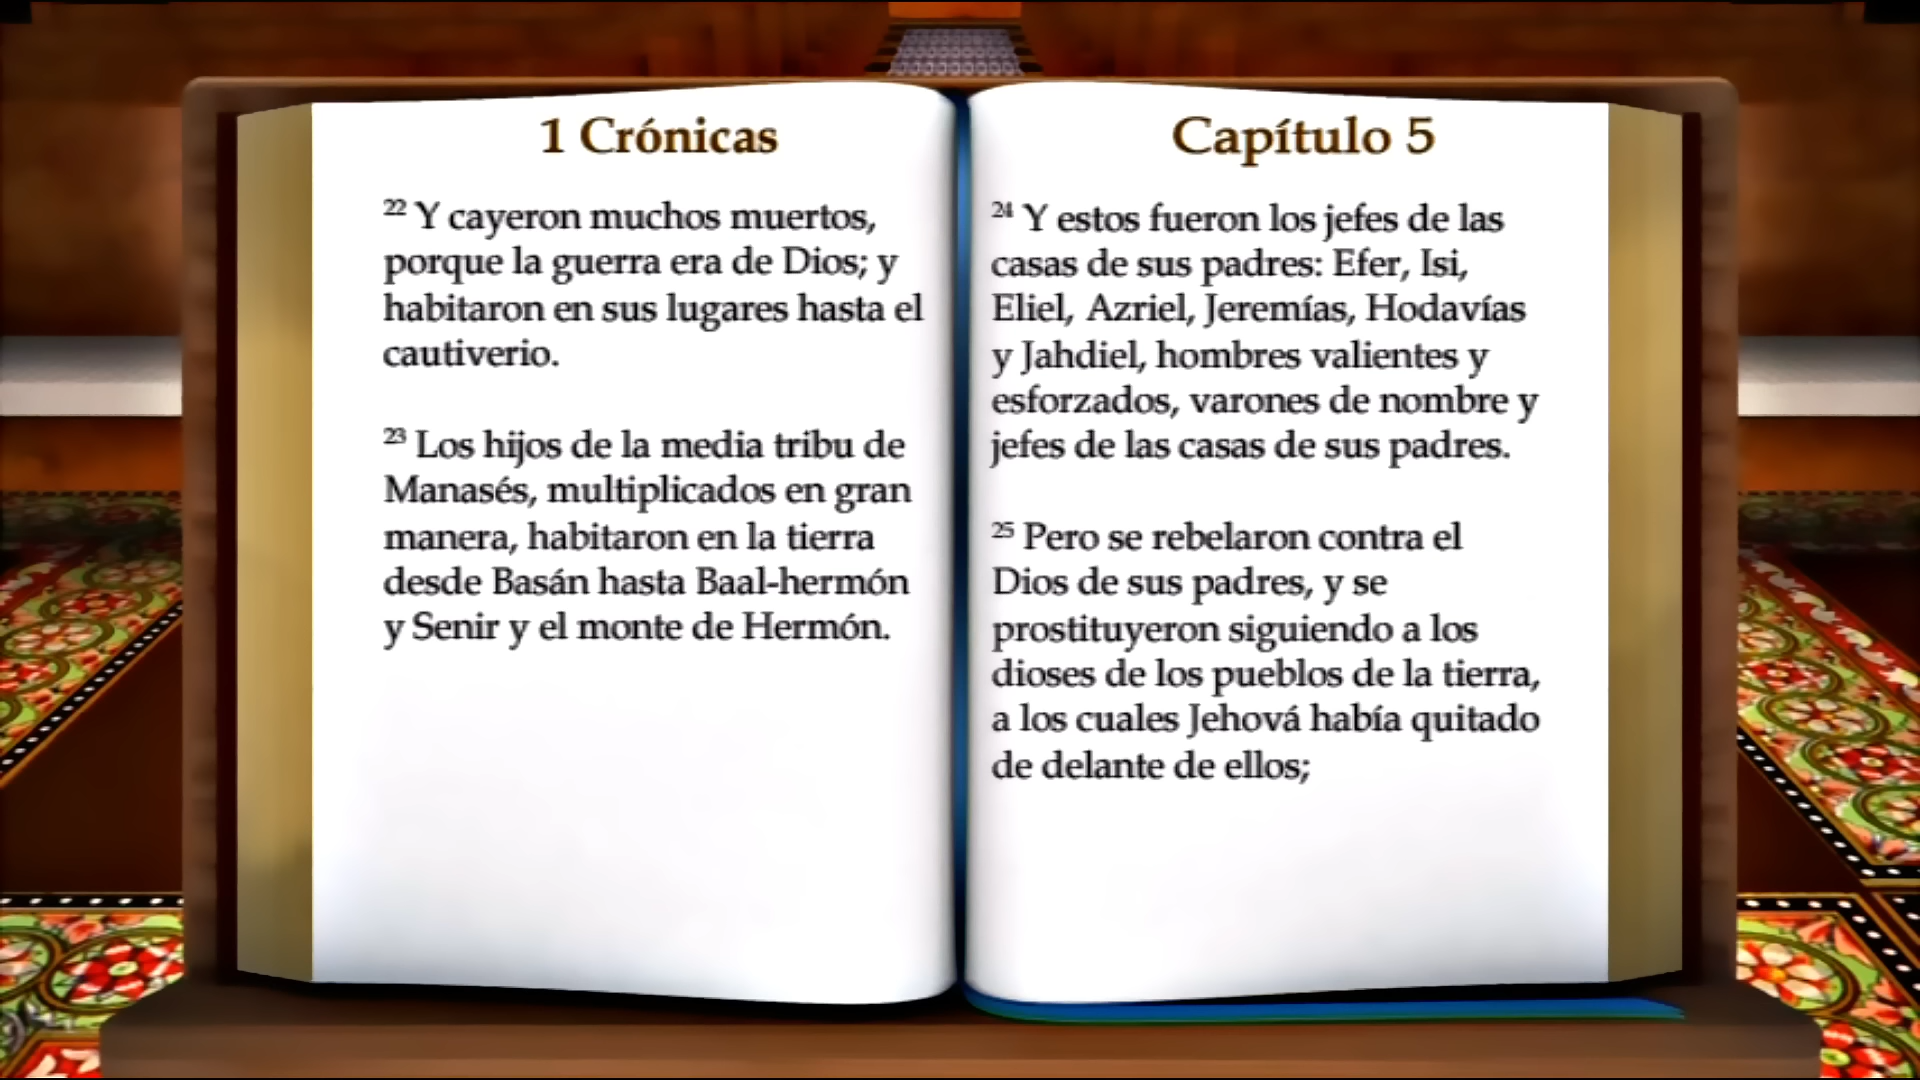 1 Crónicas
22 Y cayeron muchos muertos,
porque la guerra era de Dios; y
habitaron en sus lugares hasta el
cautiverio.
23 Los hijos de la media tribu de
Manasés, multiplicados en gran
manera, habitaron en la tierra
desde Basán hasta Baal-hermón
y Senir y el monte de Hermón.
Capítulo 5
24 Y estos fueron los jefes de las
casas de sus padres: Efer, Isi,
Eliel, Azriel, Jeremías, Hodavías
y Jahdiel, hombres valientes y
esforzados, varones de nombre y
jefes de las casas de sus padres.
25 Pero se rebelaron contra el
Dios de sus padres, y se
prostituyeron siguiendo a los
dioses de los pueblos de la tierra,
a los cuales Jehová había quitado
de delante de ellos;